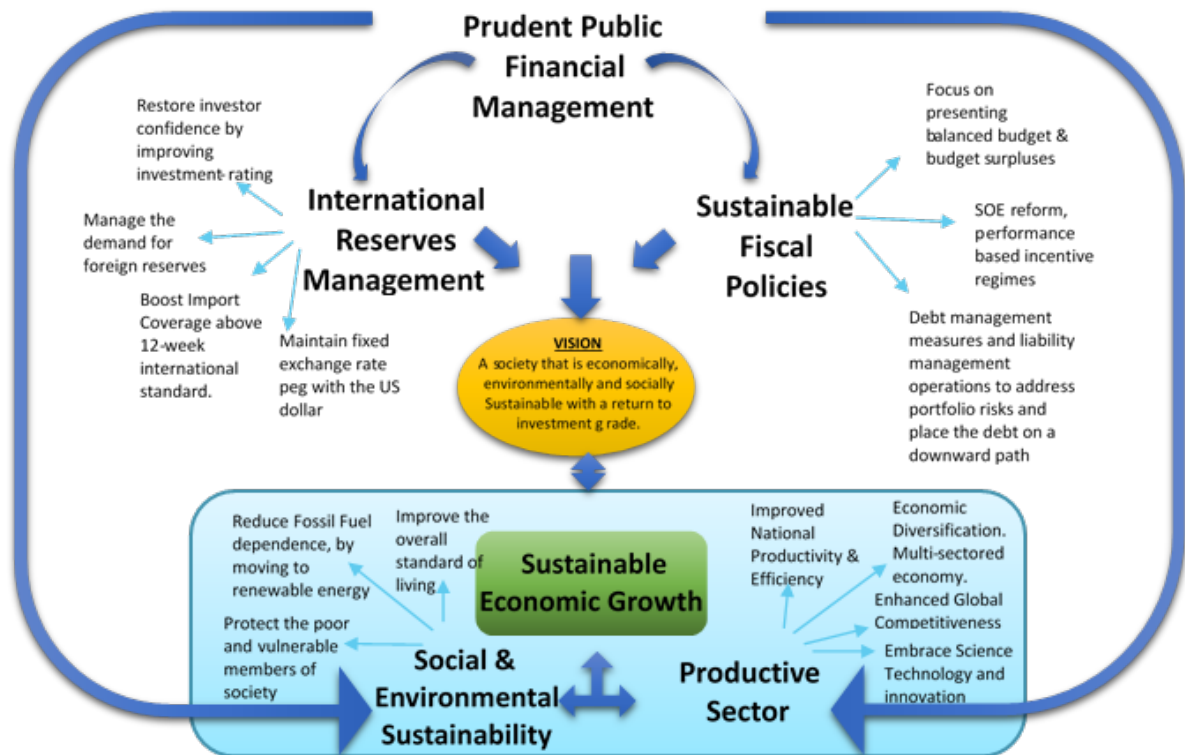 Prudent Public
Financial
Management
Restore investor
confidence by
improving
investment rating
Manage the
demand for
foreign reserves
Boost Import
Coverage above
12-week
international
standard.
Maintain fixed
exchange rate
peg with the US
dollar
International
Reserves
Management
Sustainable
Fiscal
Policies
Focus on
presenting
balanced budget &
budget surpluses
SOE reform,
performance
based incentive
regimes
Debt management
measures and liability
management
operations to address
portfolio risks and
place the debt on a
downward path
VISION
A society that is economically,
environmentally and socially
Sustainable with a return to
investment g rade.
Reduce Fossil Fuel
dependence, by
moving to
renewable energy
Improve the
overall
standard of
living
Protect the poor
and vulnerable
members of
society
Sustainable
Economic Growth
Social &
Environmental
Sustainability
Improved
National
Productivity &
Efficiency
Economic
Diversification.
Multi-sectored
economy.
Enhanced Global
Competitiveness
Embrace Science
Technology and
innovation
Productive
Sector